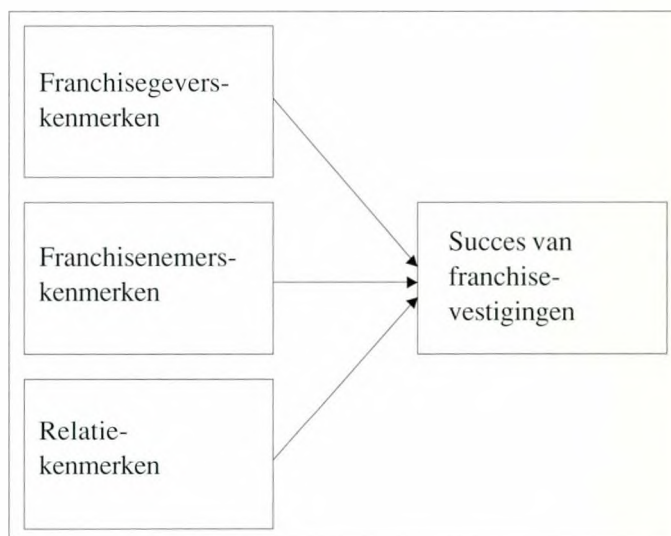 Franchisegevers-
kenmerken
Franchisenemers-
kenmerken
Succes van
franchise-
vestigingen
Relatie-
kenmerken